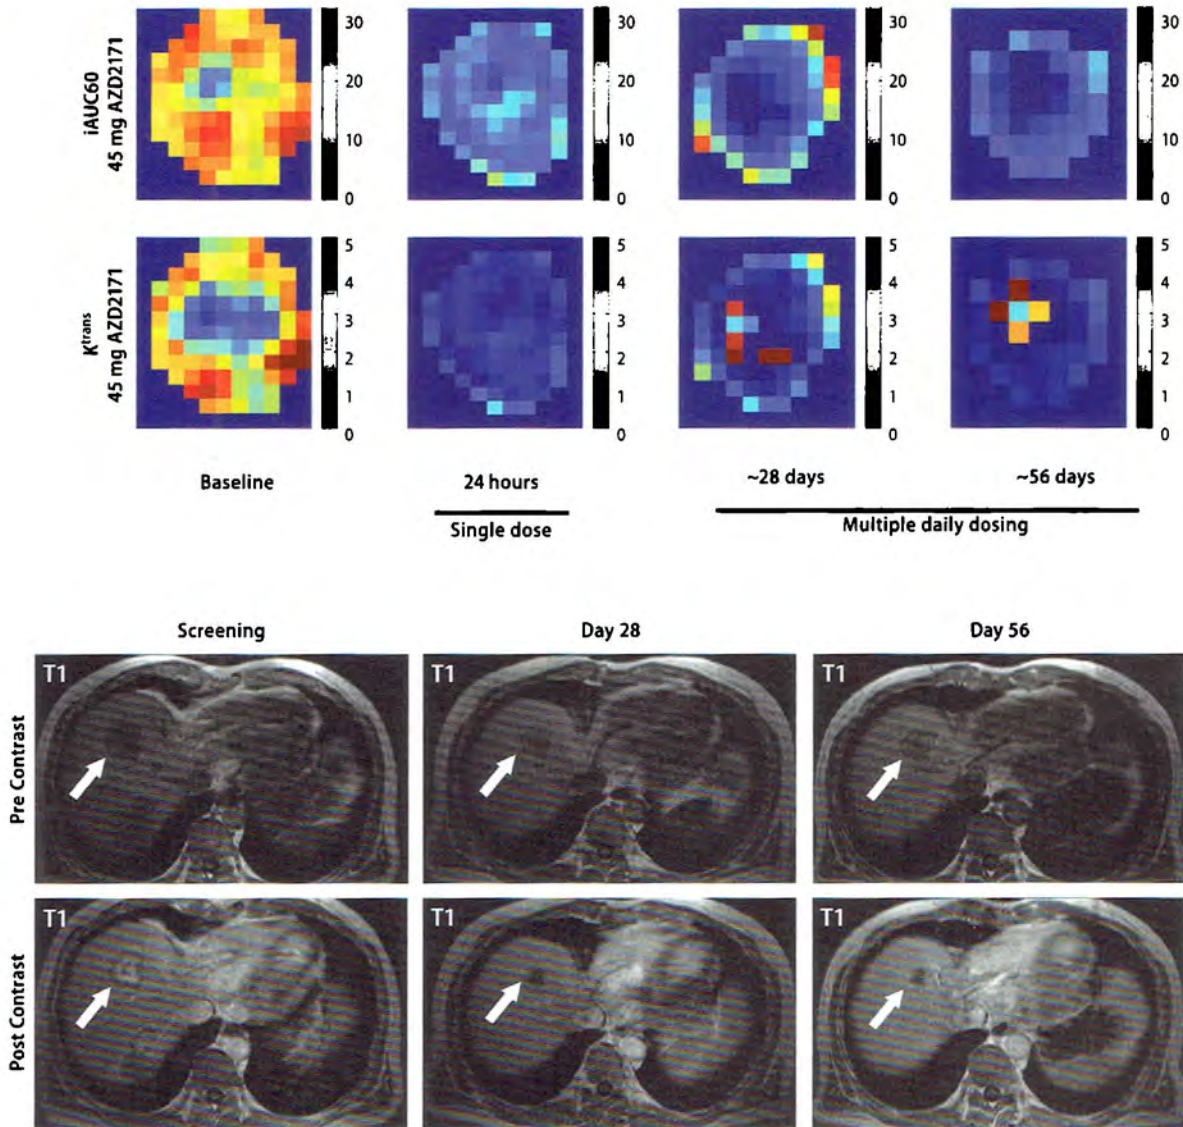 iAUC60
45 mg AZD2171
30
20
10
0
30
20
10
0
30
20
10
0
30
20
10
0
K^trans
45 mg AZD2171
5
4
3
2
1
0
5
4
3
2
1
0
5
4
3
2
1
0
5
4
3
2
1
0
Baseline
24 hours
~28 days
~56 days
Single dose
Multiple daily dosing
Screening
Day 28
Day 56
Pre Contrast
T1
T1
T1
Post Contrast
T1
T1
T1